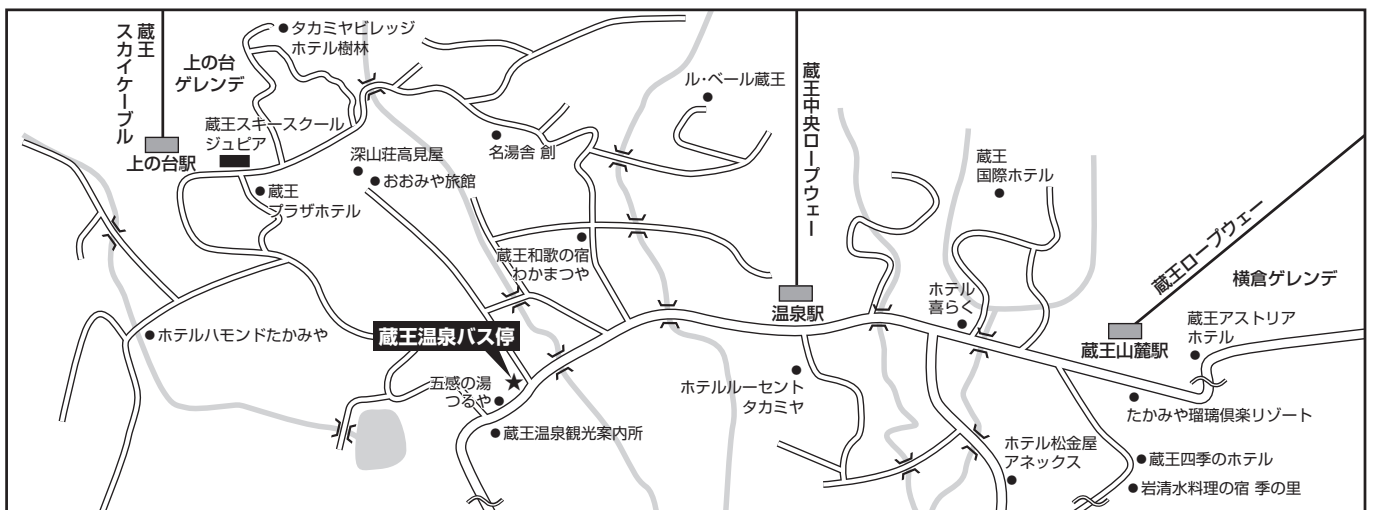 蔵王
スカイケーブル
上の台
ゲレンデ
タカミヤビレッジ
ホテル樹林
上の台駅
蔵王スキースクール
ジュピア
深山荘高見屋
おおみや旅館
蔵王
プラザホテル
名湯舎 創
ル・ベール蔵王
蔵王中央ロープウェー
温泉駅
蔵王
国際ホテル
蔵王ロープウェー
横倉ゲレンデ
蔵王和歌の宿
わかまつや
ホテル
喜らく
蔵王山麓駅
蔵王アストリア
ホテル
ホテルハモンドたかみや
蔵王温泉バス停
五感の湯
つるや
蔵王温泉観光案内所
ホテルルーセント
タカミヤ
たかみや瑠璃倶楽リゾート
ホテル松金屋
アネックス
蔵王四季のホテル
岩清水料理の宿 季の里